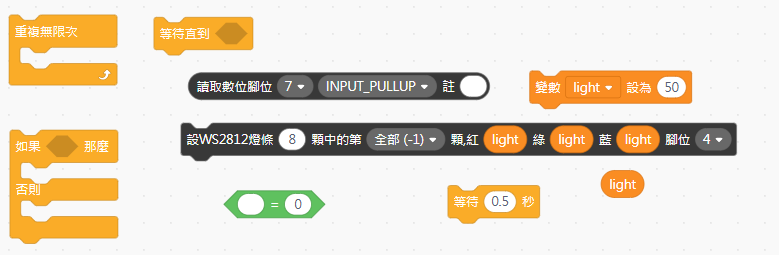 重複無限次
等待直到
讀取數位腳位 7 INPUT_PULLUP 註
變數 light 設為 50
設WS2812燈條 8 顆中的第 全部 (-1) 顆,紅 light 綠 light 藍 light 腳位 4
如果 那麼
否則
light
= 0
等待 0.5 秒